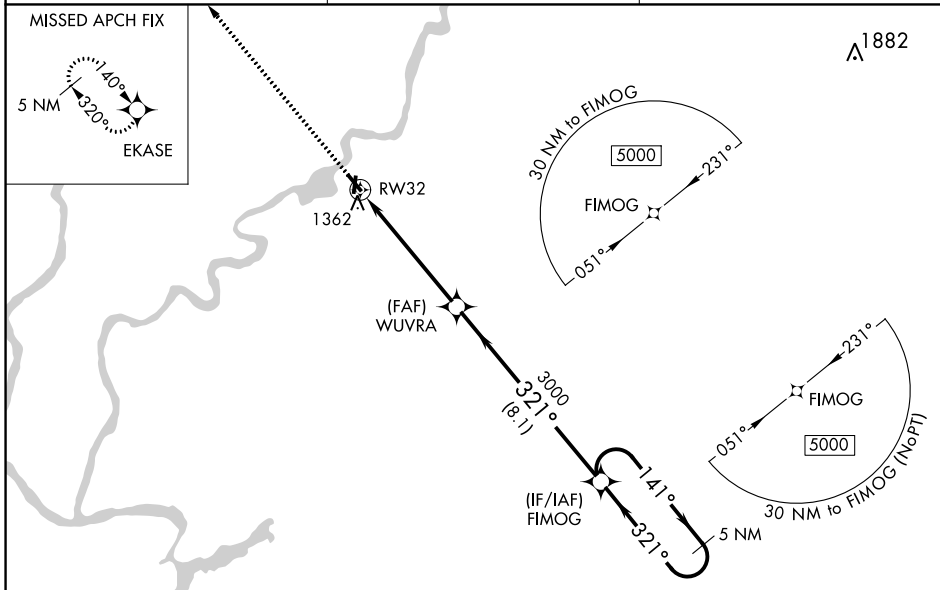 MISSED APCH FIX
140°
5 NM
320°
EKASE
1882
30 NM to FIMOG
5000
231°
FIMOG
051°
RW32
1362
(FAF)
WUVRA
3000
321°
(8.1)
231°
FIMOG
051°
5000
30 NM to FIMOG (NoPT)
(IF/IAF)
FIMOG
141°
321°
5 NM